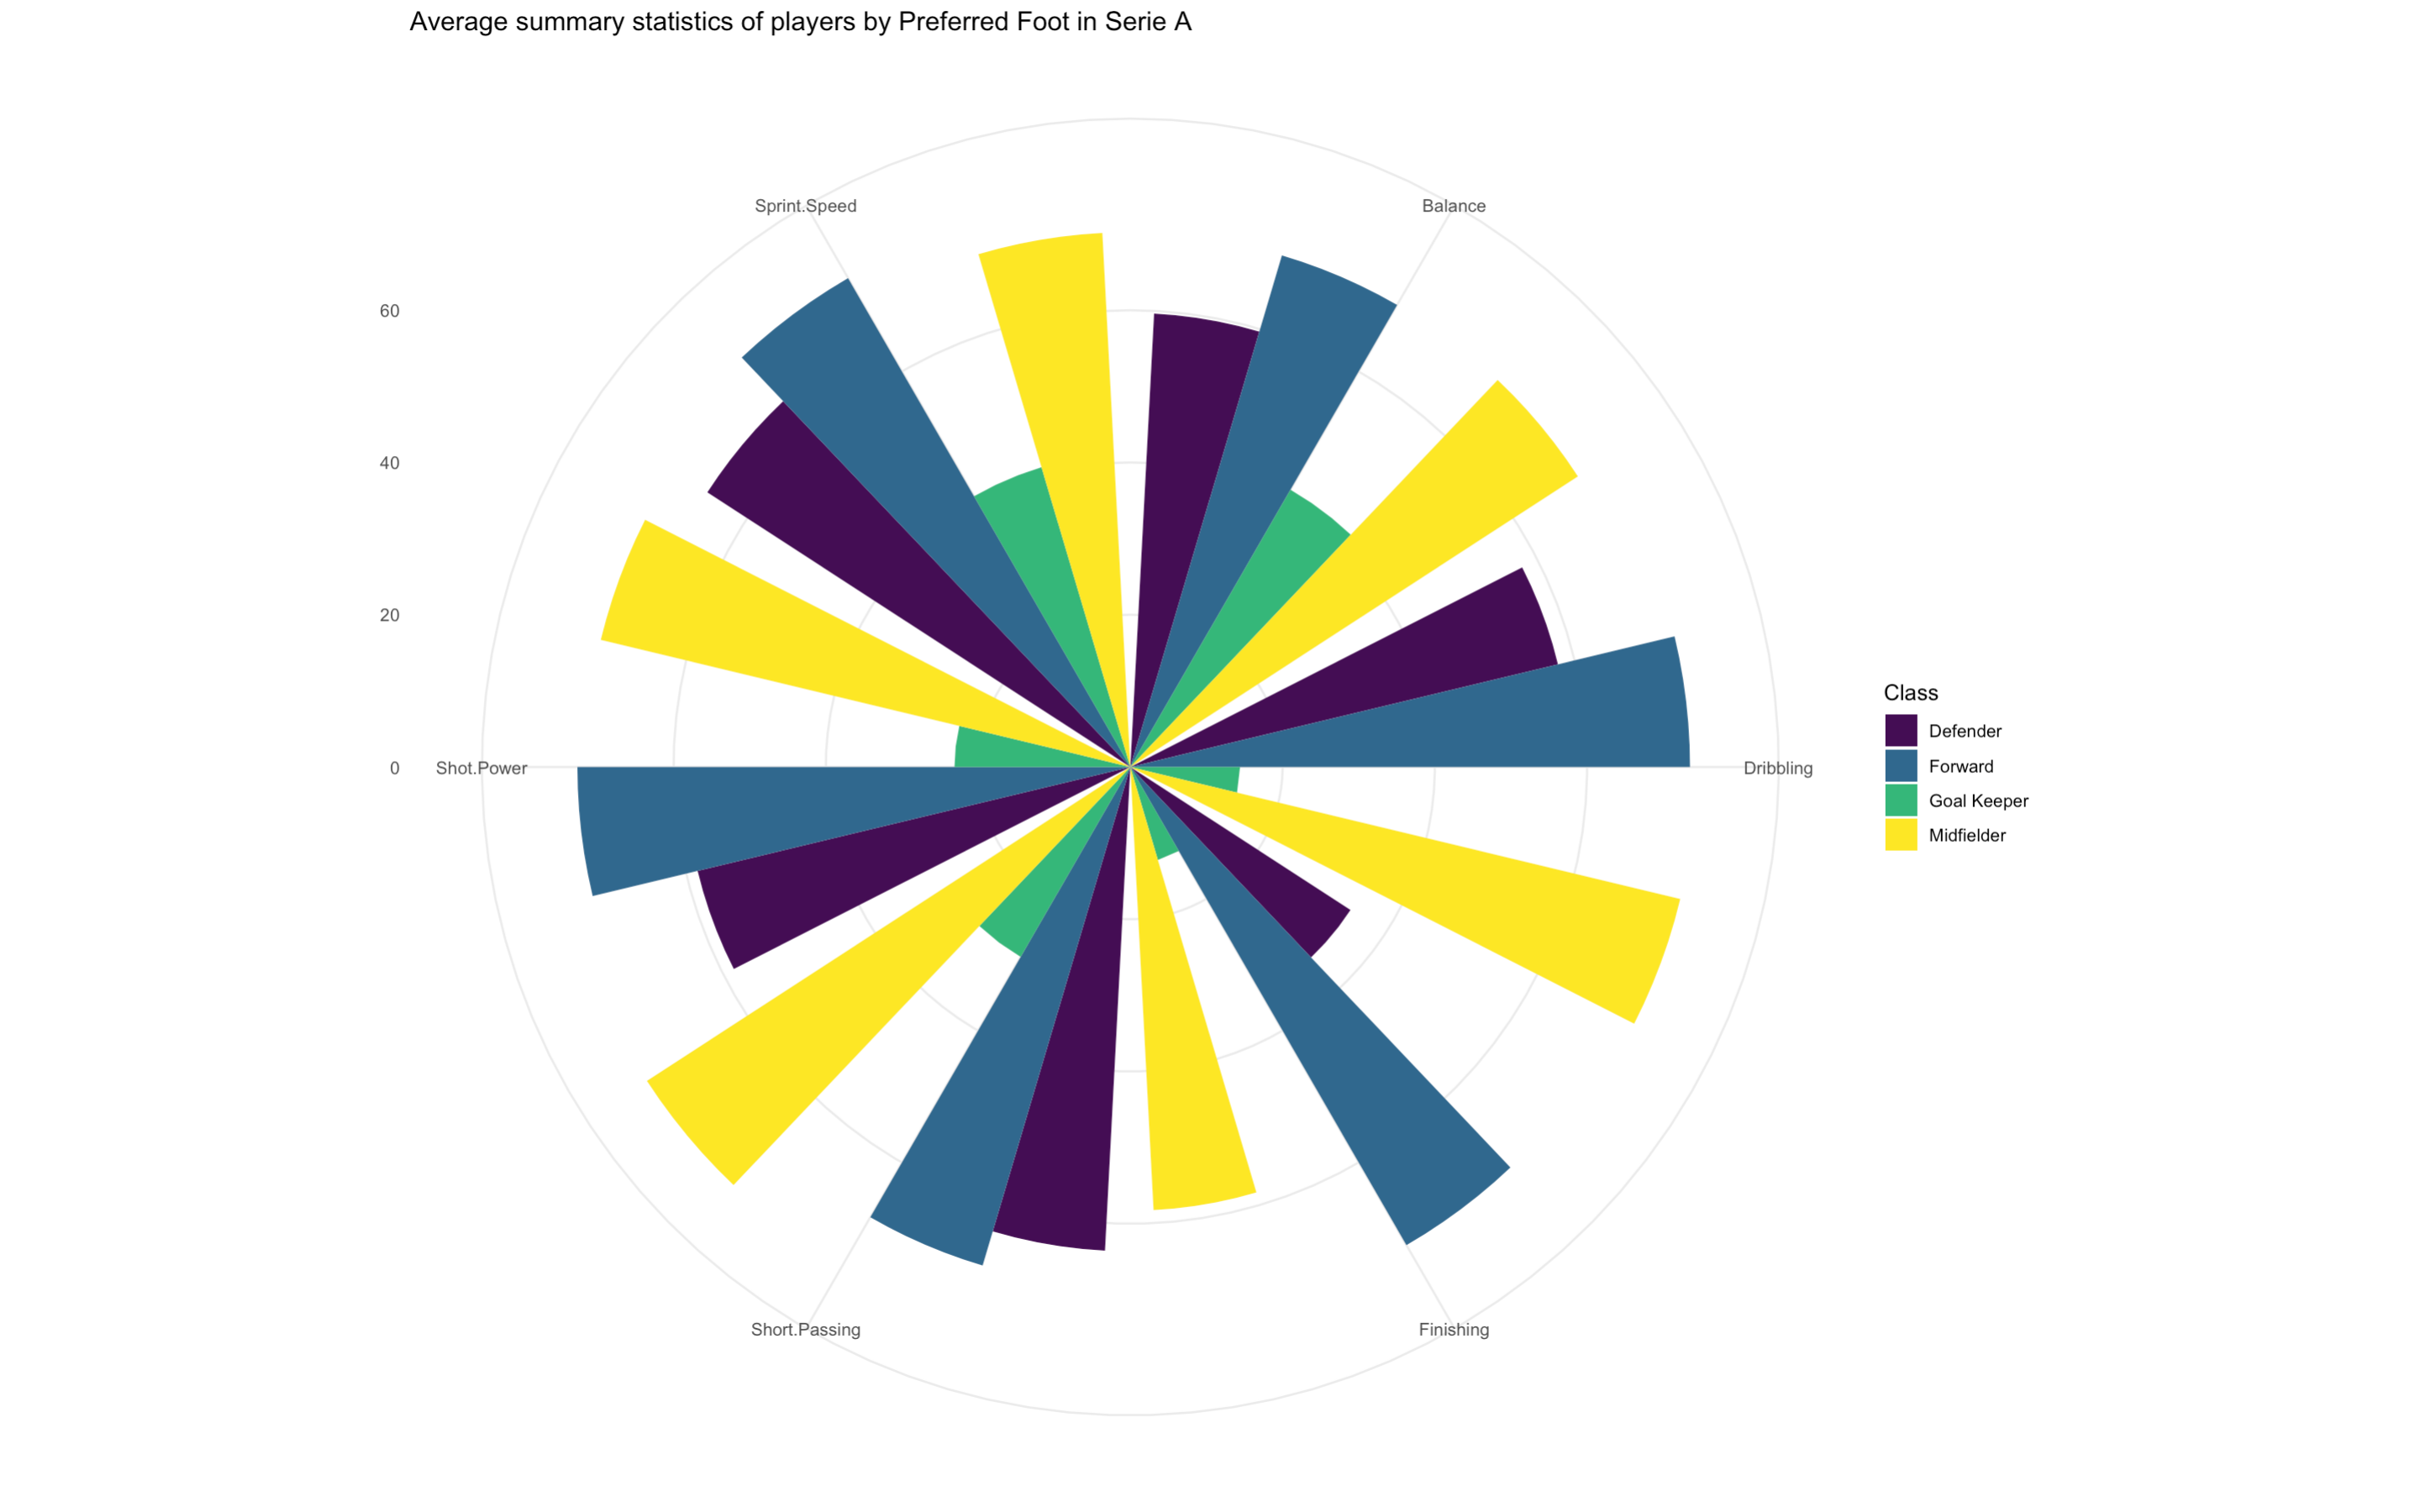 Average summary statistics of players by Preferred Foot in Serie A
Sprint.Speed
Balance
60
40
20
0
Shot.Power
Dribbling
Short.Passing
Finishing
Class
Defender
Forward
Goal Keeper
Midfielder